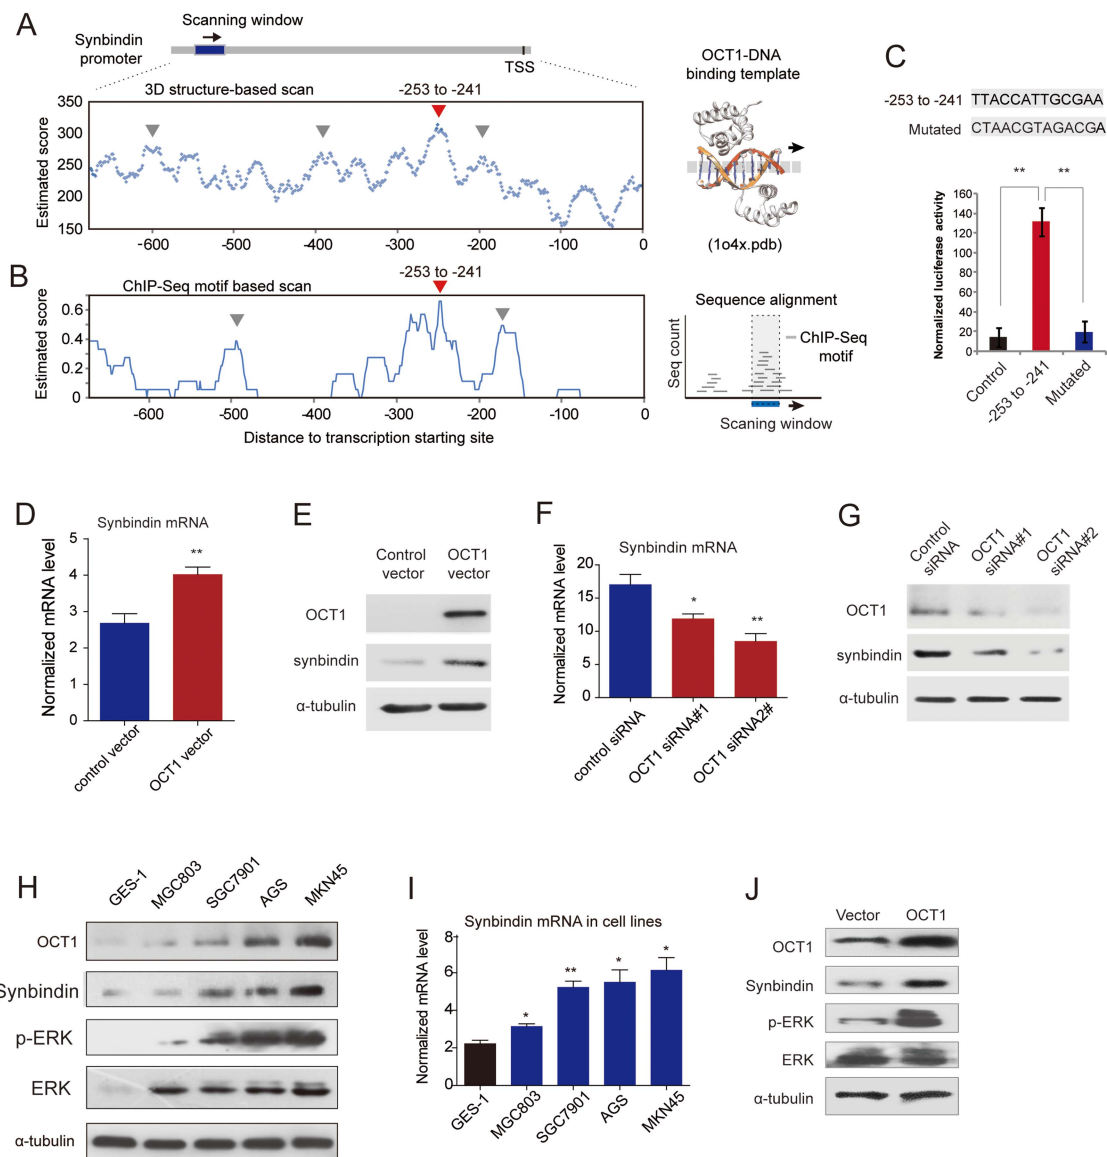 A
Scanning window
Synbindin
promoter
TSS
3D structure-based scan
-253 to -241
Estimated score
350
300
250
200
150
-600
-500
-400
-300
-200
-100
0
OCT1-DNA
binding template
(1o4x.pdb)
B
-253 to -241
ChIP-Seq motif based scan
Estimated score
0.6
0.4
0.2
0
-600
-500
-400
-300
-200
-100
0
Distance to transcription starting site
Sequence alignment
Seq count
ChIP-Seq
motif
Scaning window
C
-253 to -241 TTACCATTGCGAA
Mutated CTAACGTAGACGA
** **
Normalized luciferase activity
160
140
120
100
80
60
40
20
0
Control
-253 to -241
Mutated
D
Synbindin mRNA
Normalized mRNA level
5
4
3
2
1
0
**
control vector
OCT1 vector
E
Control
vector
OCT1
vector
OCT1
synbindin
α-tubulin
F
Synbindin mRNA
Normalized mRNA level
20
15
10
5
0
*
**
control siRNA
OCT1 siRNA#1
OCT1 siRNA2#
G
Control
siRNA
OCT1
siRNA#1
OCT1
siRNA#2
OCT1
synbindin
α-tubulin
H
GES-1
MGC803
SGC7901
AGS
MKN45
OCT1
Synbindin
p-ERK
ERK
α-tubulin
I
Synbindin mRNA in cell lines
Normalized mRNA level
8
6
4
2
0
*
**
*
*
GES-1
MGC803
SGC7901
AGS
MKN45
J
Vector OCT1
OCT1
Synbindin
p-ERK
ERK
α-tubulin